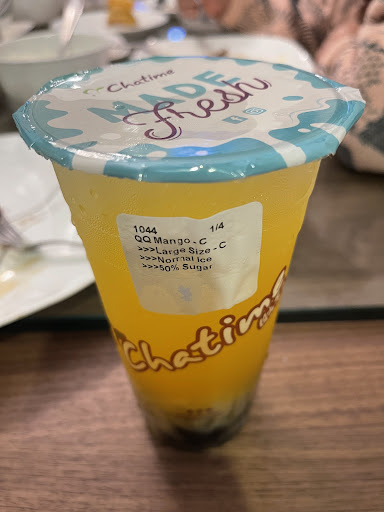 Chatime
MADE
Fresh
1044 1/4
QQ Mango - C
>>>Large Size - C
>>>Normal Ice
>>>50% Sugar
Chatime